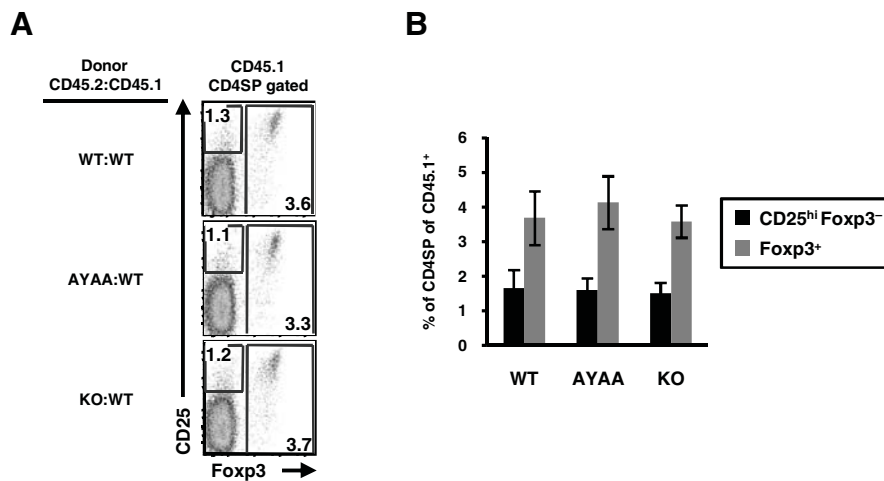 A
Donor
CD45.2:CD45.1
CD45.1
CD4SP gated
WT:WT
1.3
3.6
AYAA:WT
1.1
3.3
KO:WT
1.2
3.7
CD25
Foxp3
B
% of CD4SP of CD45.1⁺
6
5
4
3
2
1
0
WT
AYAA
KO
CD25ʰⁱ Foxp3⁻
Foxp3⁺